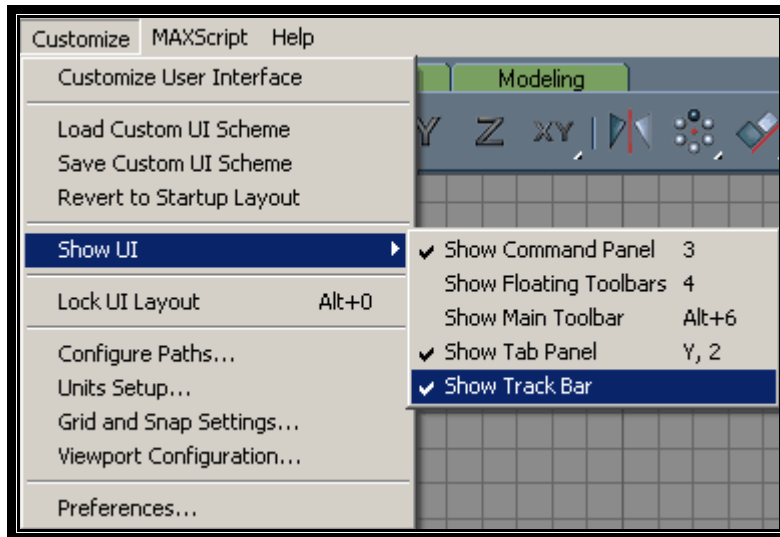 Customize MAXScript Help
Customize User Interface
Modeling
Load Custom UI Scheme
Y Z XY
Save Custom UI Scheme
Revert to Startup Layout
Show UI
Show Command Panel 3
Show Floating Toolbars 4
Lock UI Layout Alt+0
Show Main Toolbar Alt+6
Configure Paths...
Show Tab Panel Y, 2
Units Setup...
Show Track Bar
Grid and Snap Settings...
Viewport Configuration...
Preferences...